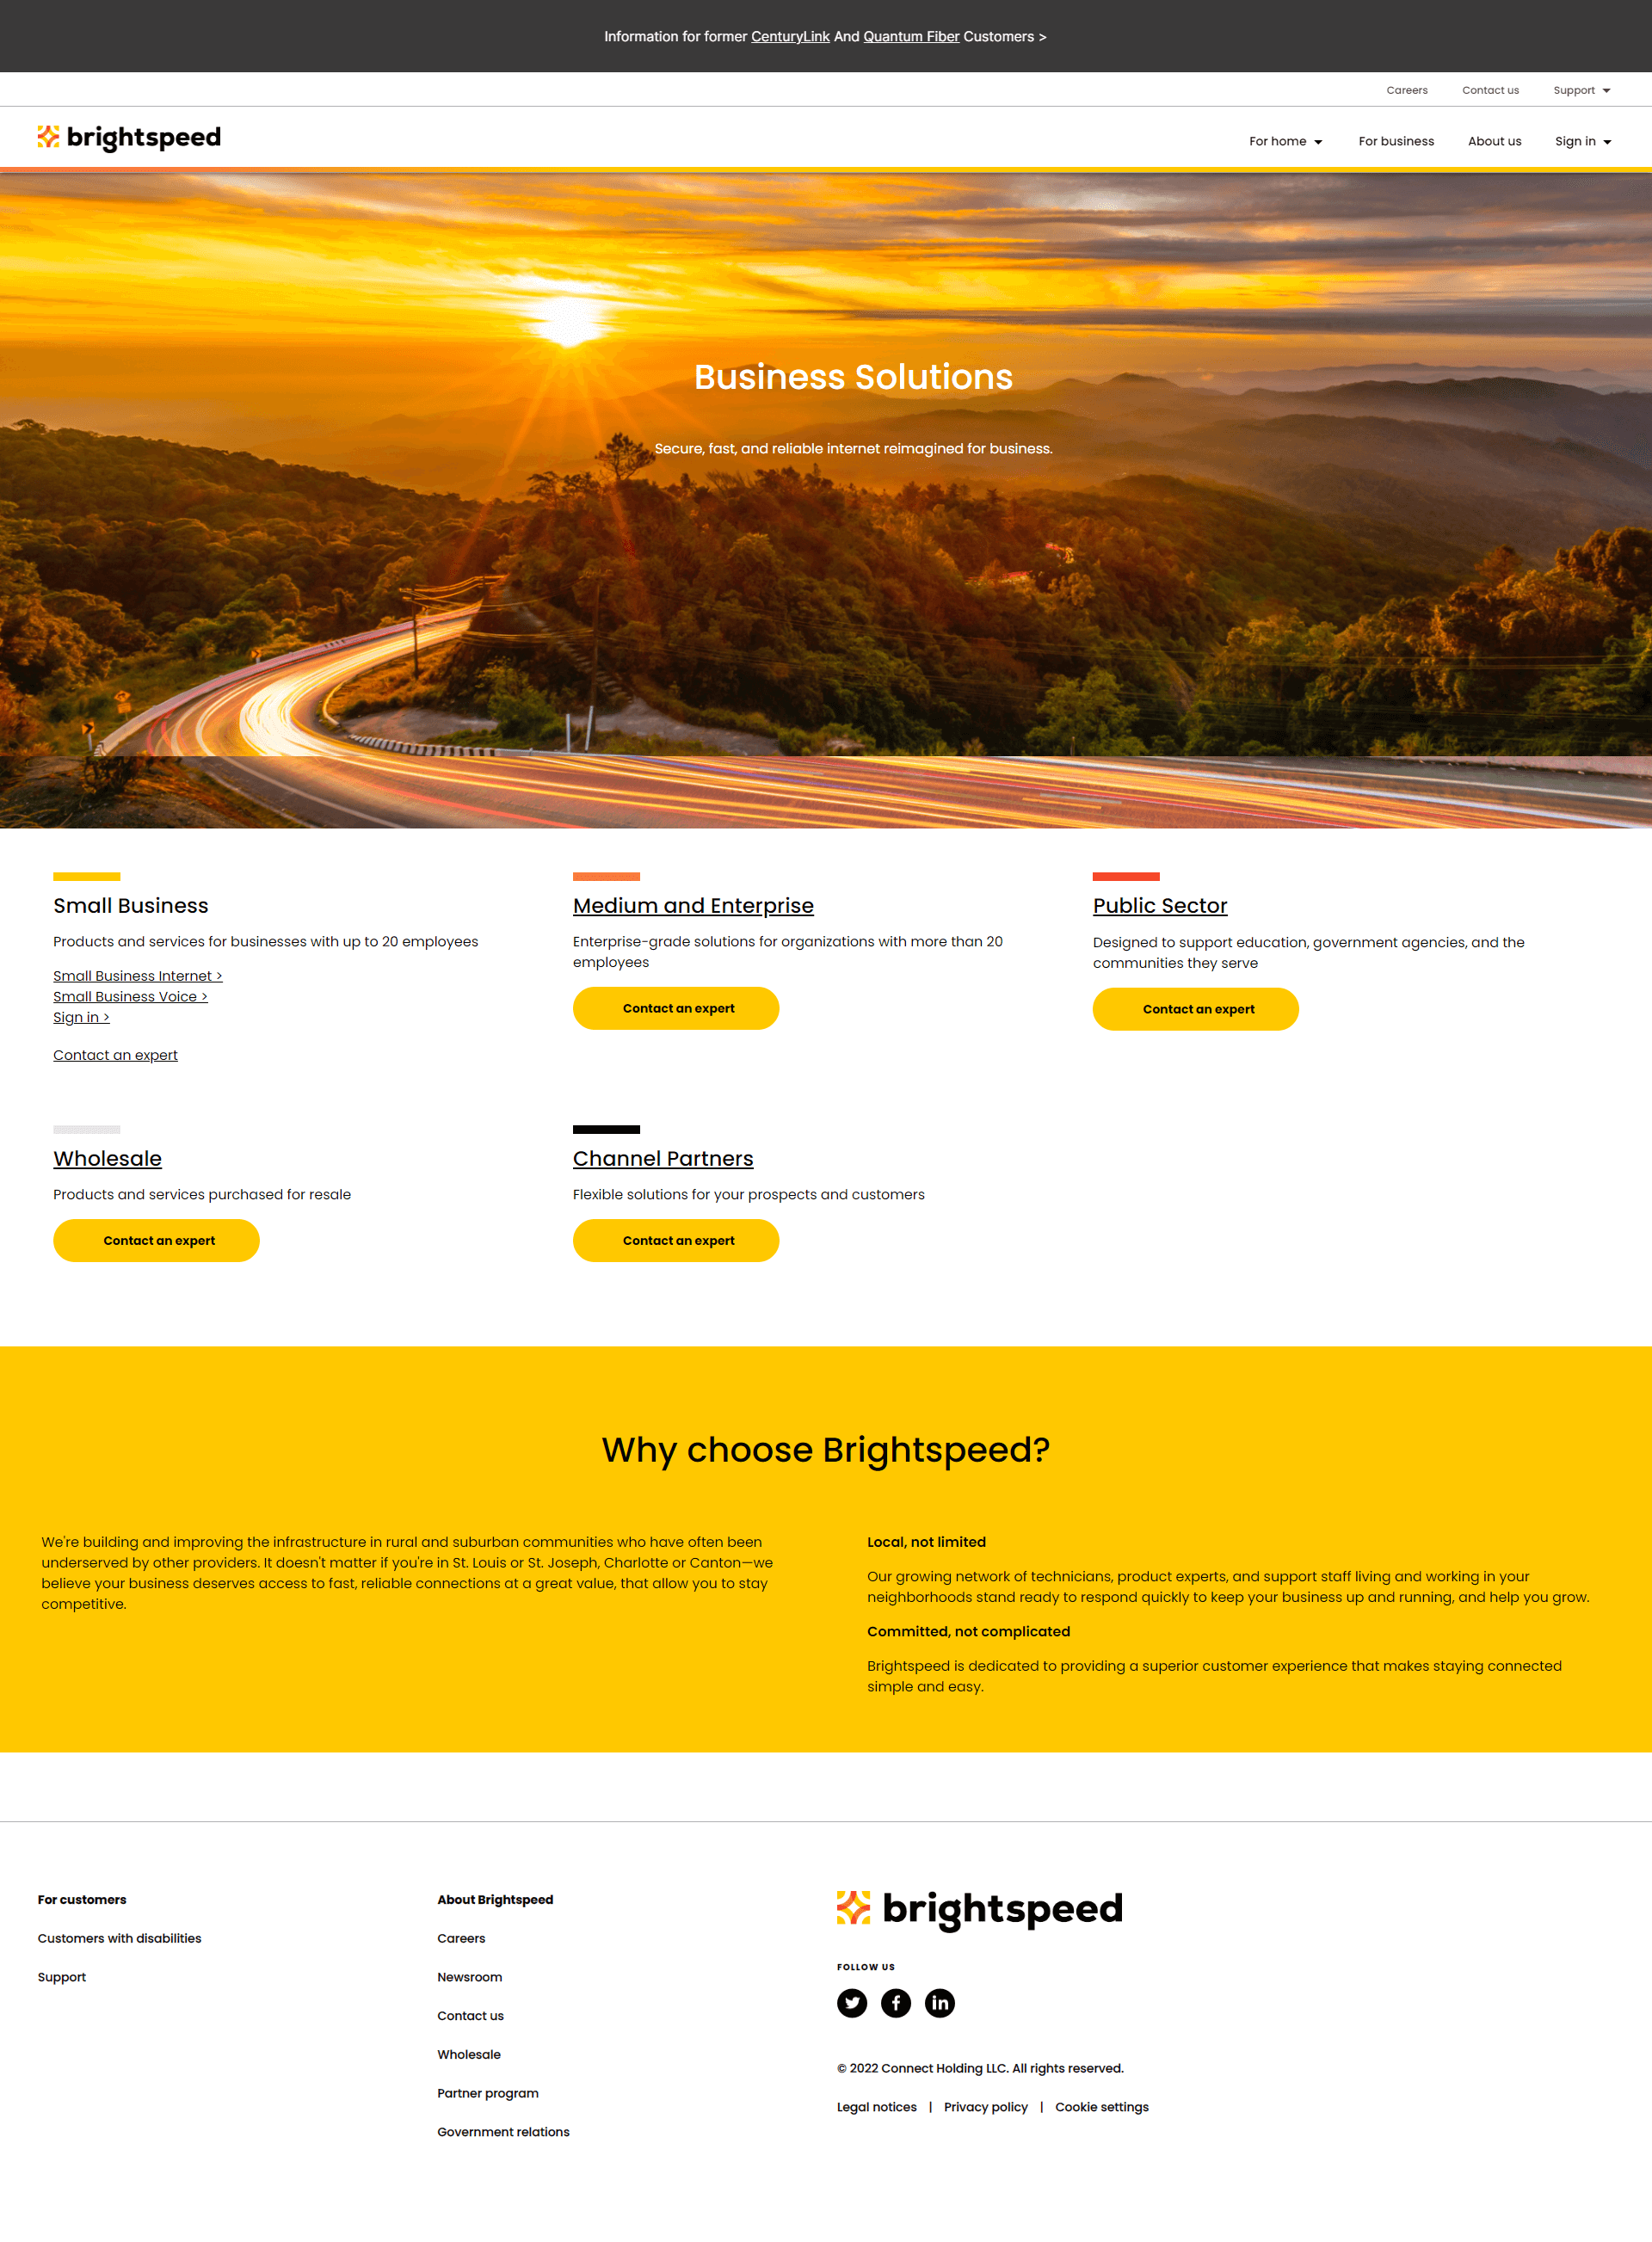 Information for former CenturyLink And Quantum Fiber Customers >
Careers Contact us Support
brightspeed
For home For business About us Sign in
Business Solutions
Secure, fast, and reliable internet reimagined for business.
Small Business
Products and services for businesses with up to 20 employees
Small Business Internet >
Small Business Voice >
Sign in >
Contact an expert
Medium and Enterprise
Enterprise-grade solutions for organizations with more than 20
employees
Contact an expert
Public Sector
Designed to support education, government agencies, and the
communities they serve
Contact an expert
Wholesale
Products and services purchased for resale
Contact an expert
Channel Partners
Flexible solutions for your prospects and customers
Contact an expert
Why choose Brightspeed?
We're building and improving the infrastructure in rural and suburban communities who have often been
underserved by other providers. It doesn't matter if you're in St. Louis or St. Joseph, Charlotte or Canton—we
believe your business deserves access to fast, reliable connections at a great value, that allow you to stay
competitive.
Local, not limited
Our growing network of technicians, product experts, and support staff living and working in your
neighborhoods stand ready to respond quickly to keep your business up and running, and help you grow.
Committed, not complicated
Brightspeed is dedicated to providing a superior customer experience that makes staying connected
simple and easy.
For customers
Customers with disabilities
Support
About Brightspeed
Careers
Newsroom
Contact us
Wholesale
Partner program
Government relations
brightspeed
FOLLOW US
© 2022 Connect Holding LLC. All rights reserved.
Legal notices | Privacy policy | Cookie settings